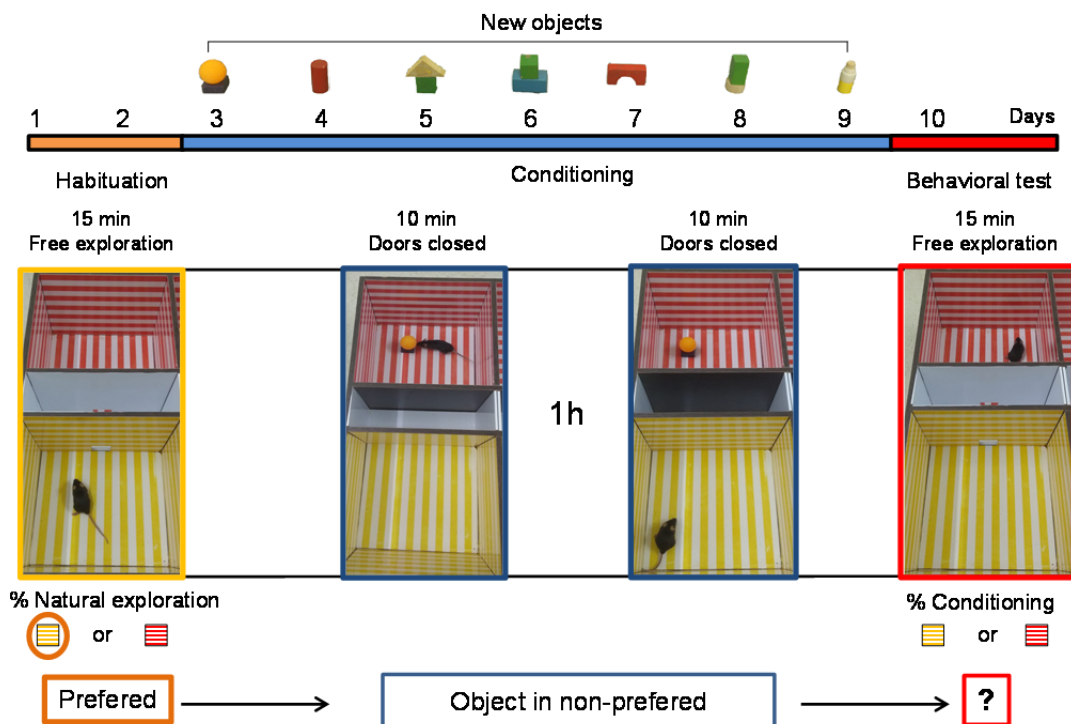 New objects
1 2 3 4 5 6 7 8 9 10 Days
Habituation Conditioning Behavioral test
15 min 10 min 10 min 15 min
Free exploration Doors closed Doors closed Free exploration
1h
% Natural exploration % Conditioning
or or
Prefered Object in non-prefered ?